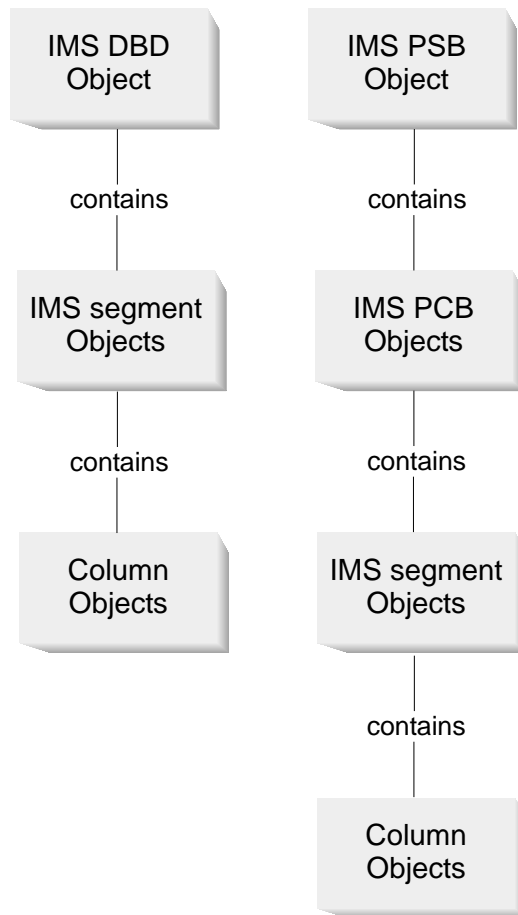 IMS DBD
Object
contains
IMS segment
Objects
contains
Column
Objects
IMS PSB
Object
contains
IMS PCB
Objects
contains
IMS segment
Objects
contains
Column
Objects